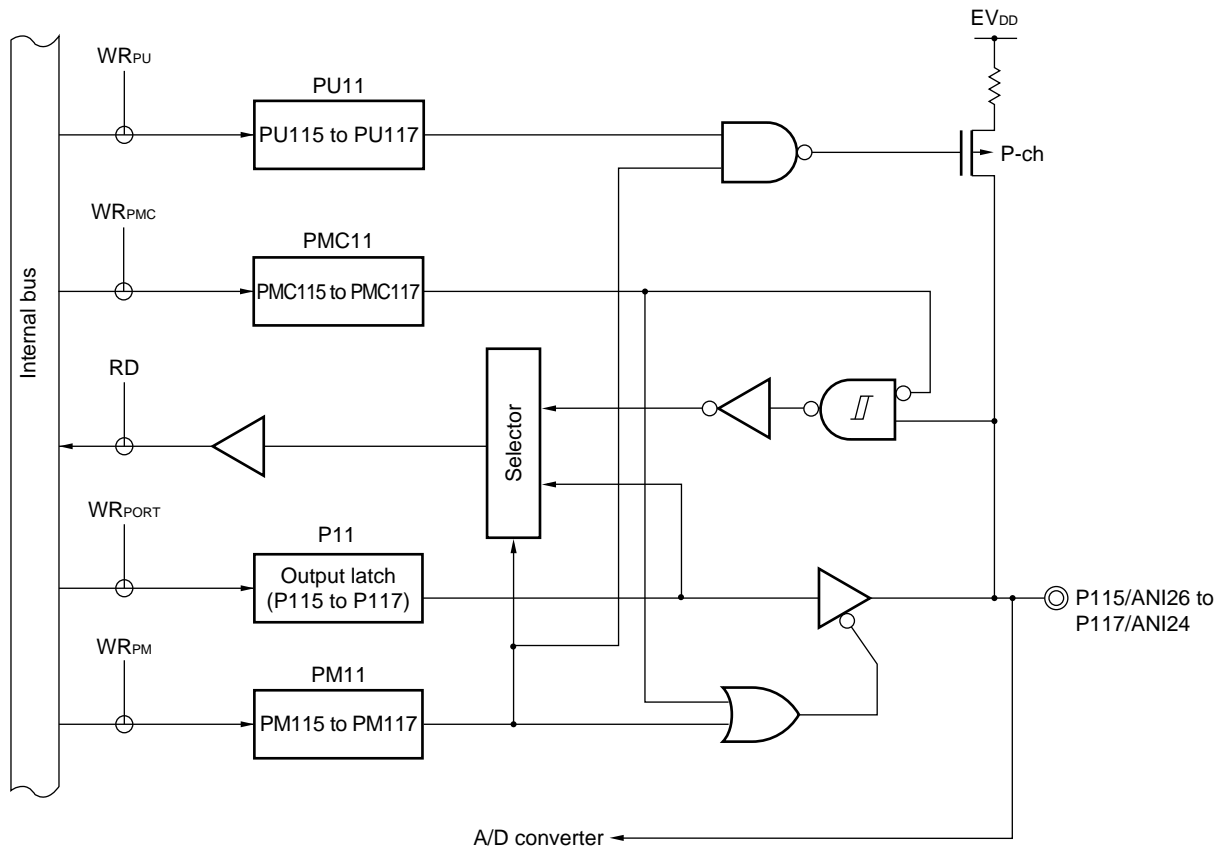 EVDD
WRPU
PU11
PU115 to PU117
P-ch
WRPMC
PMC11
PMC115 to PMC117
Internal bus
RD
Selector
WRPORT
P11
Output latch
(P115 to P117)
P115/ANI26 to
P117/ANI24
WRPM
PM11
PM115 to PM117
A/D converter